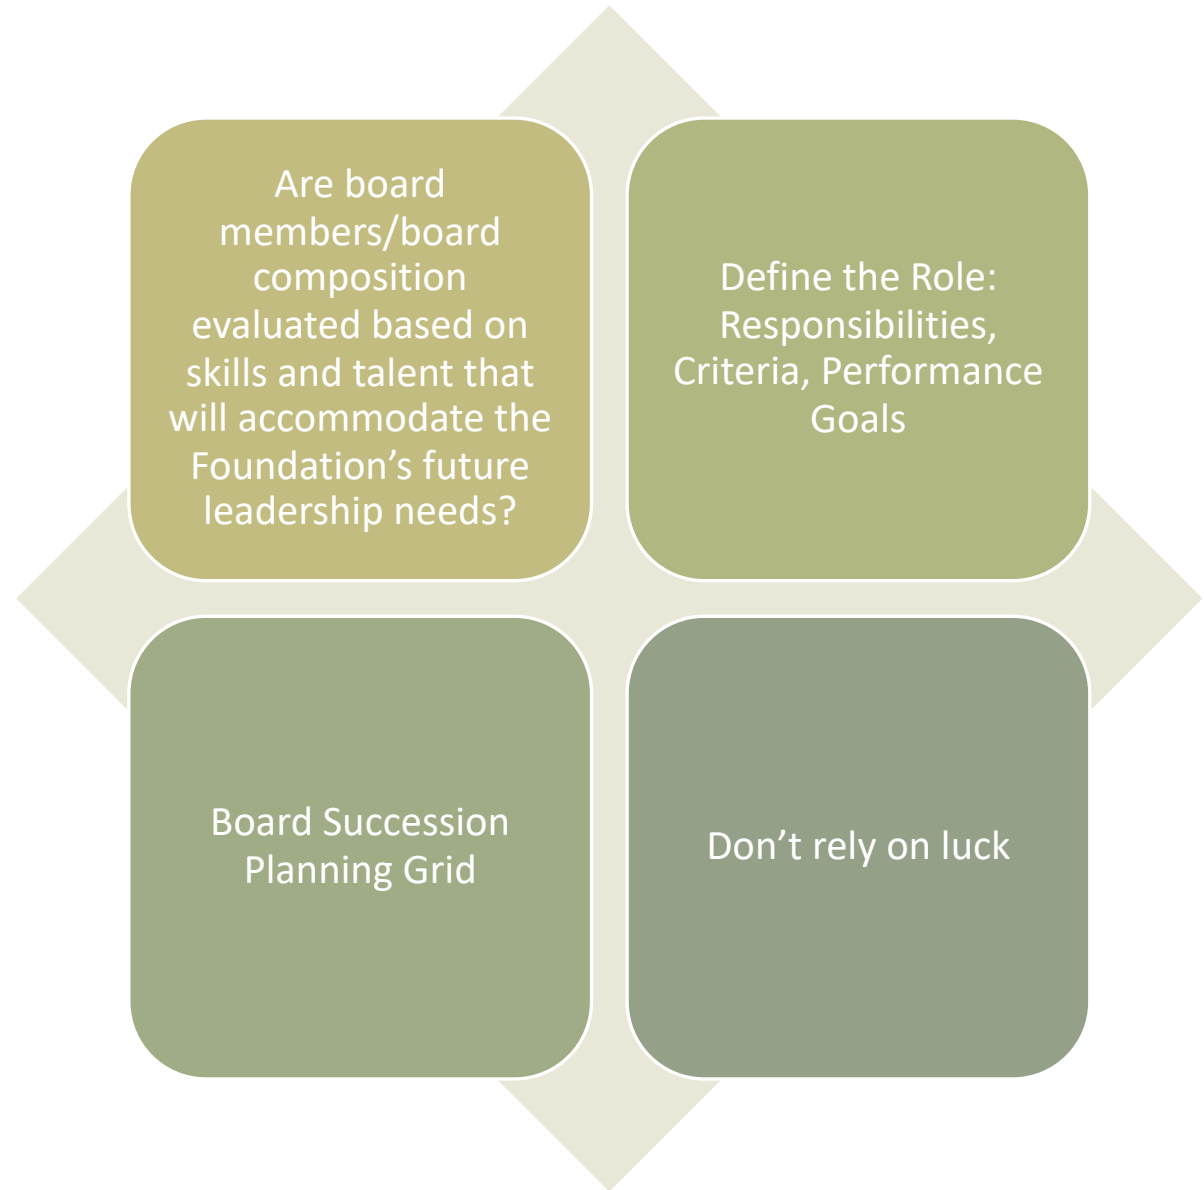 Are board
members/board
composition
evaluated based on
skills and talent that
will accommodate the
Foundation’s future
leadership needs?
Define the Role:
Responsibilities,
Criteria, Performance
Goals
Board Succession
Planning Grid
Don’t rely on luck